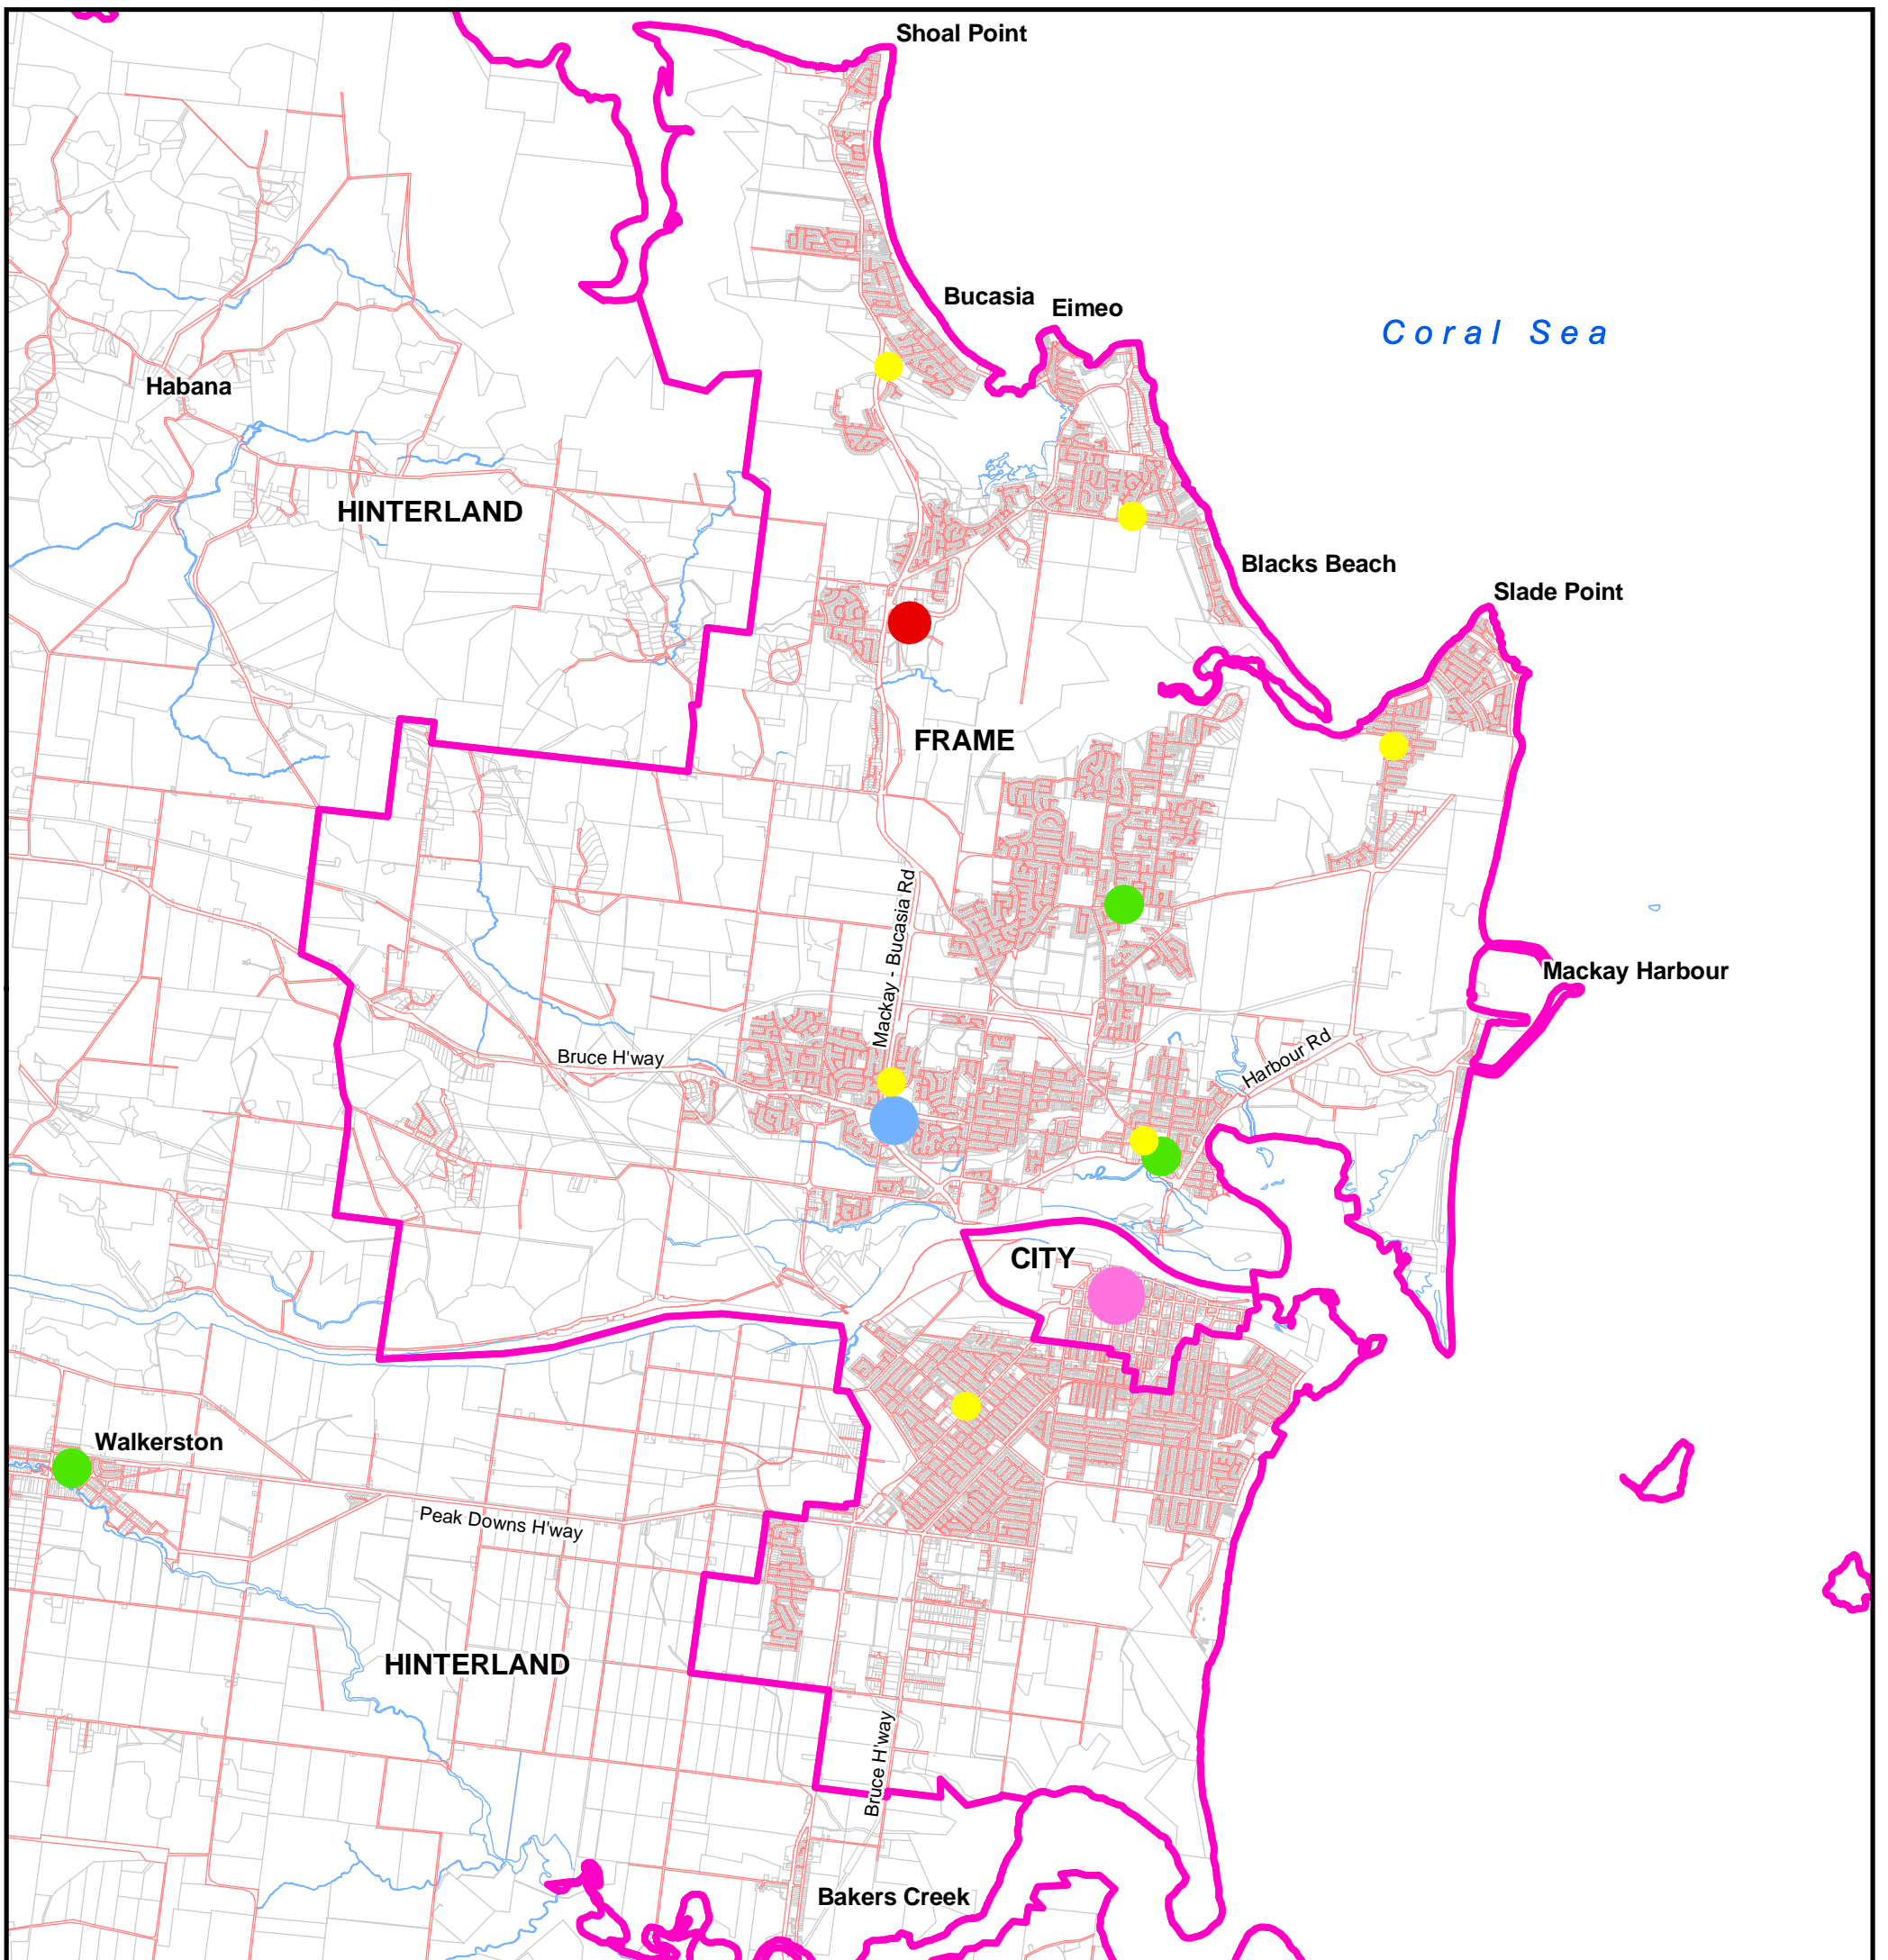 Shoal Point
Bucasia
Eimeo
Coral Sea
Habana
HINTERLAND
Blacks Beach
Slade Point
FRAME
Mackay - Bucasia Rd
Mackay Harbour
Bruce H'way
Harbour Rd
CITY
Walkerston
Peak Downs H'way
HINTERLAND
Bruce H'way
Bakers Creek